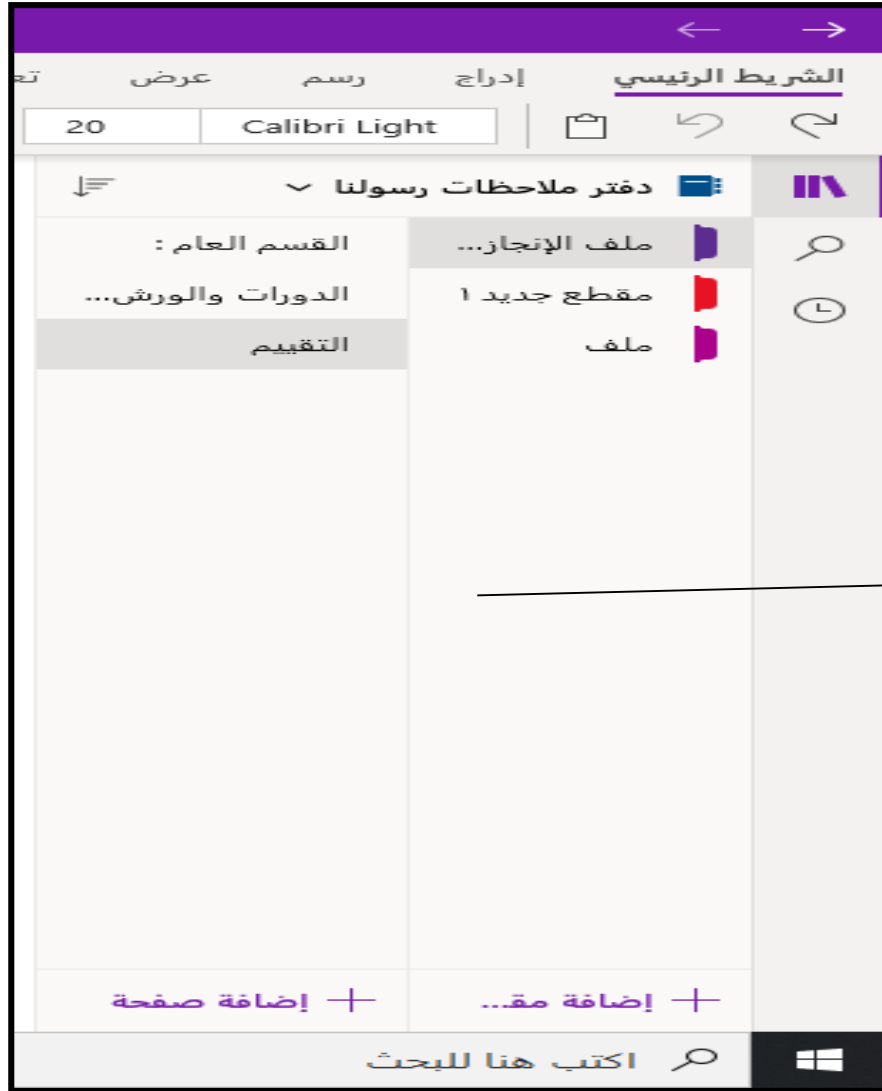 الشريط الرئيسي إدراج رسم عرض تع
Calibri Light 20
دفتر ملاحظات رسولنا
ملف الإنجاز...
مقطع جديد ١
ملف
القسم العام :
الدورات والورش...
التقييم
إضافة مق...
إضافة صفحة
اكتب هنا للبحث